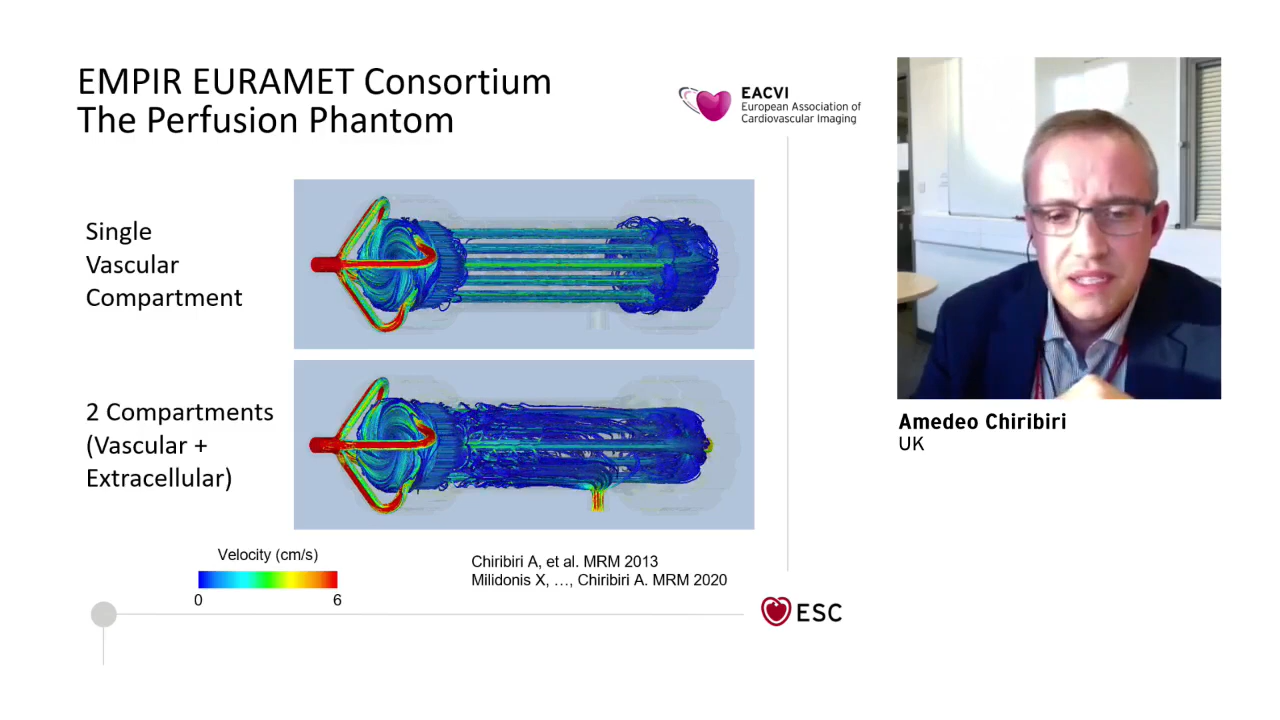 EMPIR EURAMET Consortium
The Perfusion Phantom
EACVI
European Association of
Cardiovascular Imaging
Single
Vascular
Compartment
2 Compartments
(Vascular +
Extracellular)
Velocity (cm/s)
0 6
Chiribiri A, et al. MRM 2013
Milidonis X, …, Chiribiri A. MRM 2020
ESC
Amedeo Chiribiri
UK